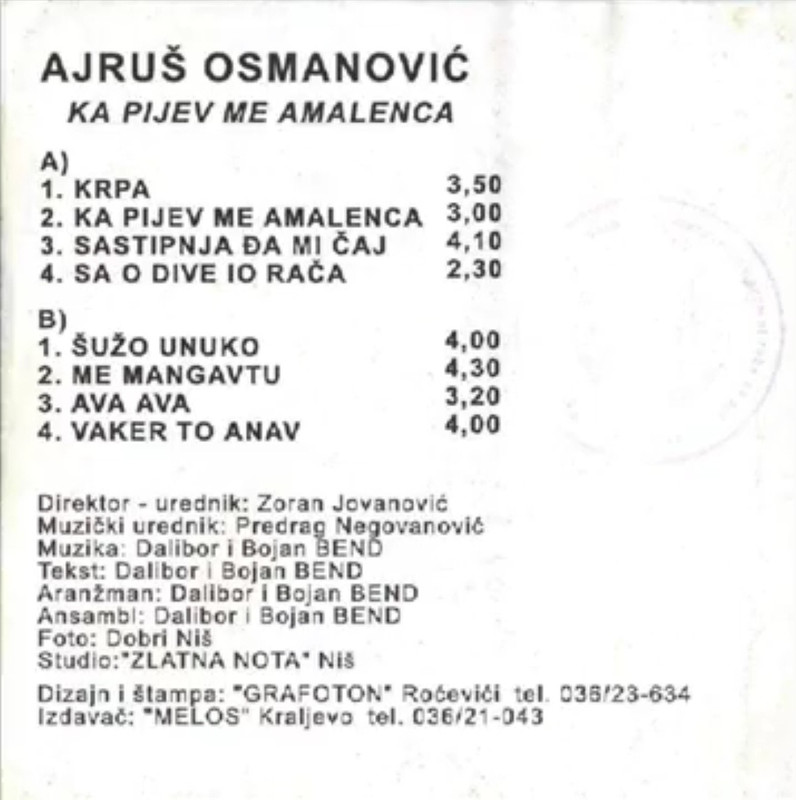 AJRUŠ OSMANOVIĆ
KA PIJEV ME AMALENCA
A)
1. KRPA 3,50
2. KA PIJEV ME AMALENCA 3,00
3. SASTIPNJA ĐA MI ČAJ 4,10
4. SA O DIVE IO RAČA 2,30
B)
1. ŠUŽO UNUKO 4,00
2. ME MANGAVTU 4,30
3. AVA AVA 3,20
4. VAKER TO ANAV 4,00
Direktor - urednik: Zoran Jovanović
Muzički urednik: Predrag Negovanović
Muzika: Dalibor i Bojan BEND
Tekst: Dalibor i Bojan BEND
Aranžman: Dalibor i Bojan BEND
Ansambl: Dalibor i Bojan BEND
Foto: Dobri Niš
Studio:"ZLATNA NOTA" Niš
Dizajn i štampa: "GRAFOTON" Roćevići tel. 036/23-634
Izdavač: "MELOS" Kraljevo tel. 036/21-043